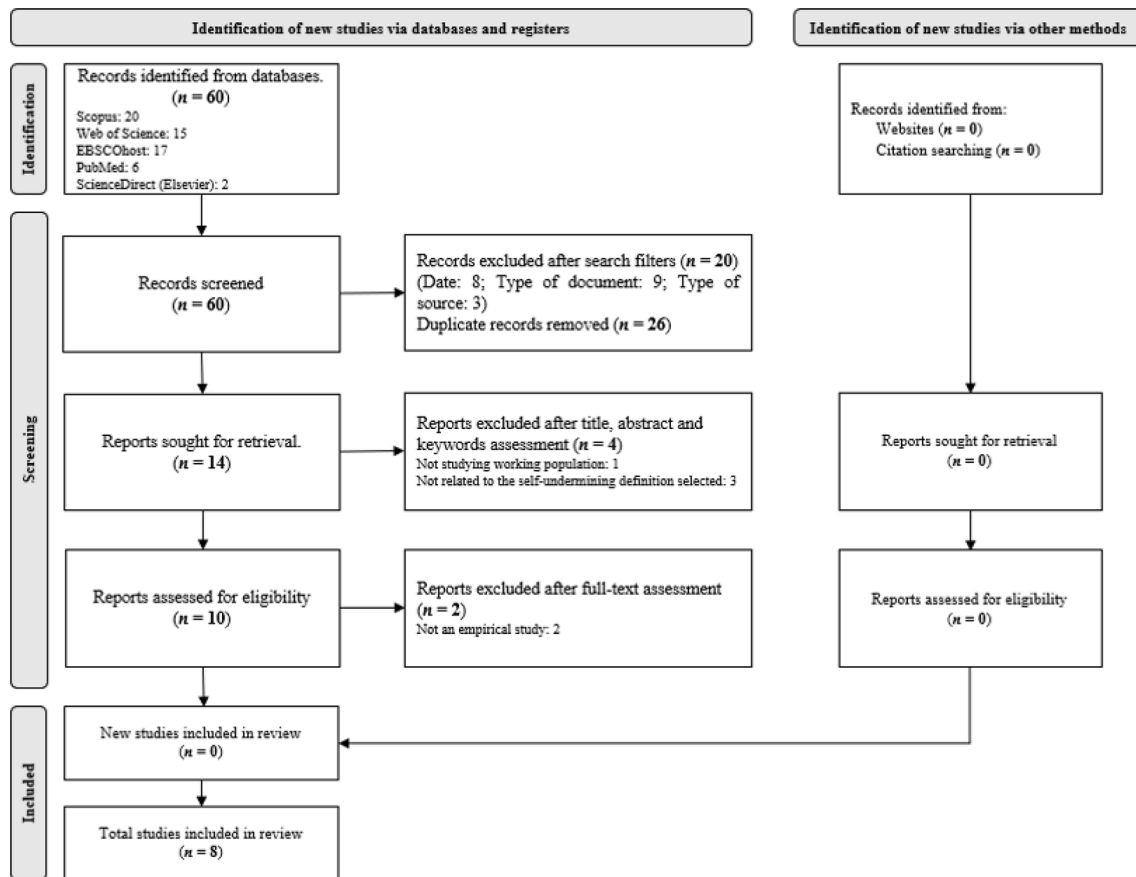 Identification of new studies via databases and registers
Identification of new studies via other methods
Identification
Records identified from databases.
(n = 60)
Scopus: 20
Web of Science: 15
EBSCOhost: 17
PubMed: 6
ScienceDirect (Elsevier): 2
Records identified from:
Websites (n = 0)
Citation searching (n = 0)
Screening
Records screened
(n = 60)
Records excluded after search filters (n = 20)
(Date: 8; Type of document: 9; Type of
source: 3)
Duplicate records removed (n = 26)
Reports sought for retrieval.
(n = 14)
Reports excluded after title, abstract and
keywords assessment (n = 4)
Not studying working population: 1
Not related to the self-undermining definition selected: 3
Reports sought for retrieval
(n = 0)
Reports assessed for eligibility
(n = 10)
Reports excluded after full-text assessment
(n = 2)
Not an empirical study: 2
Reports assessed for eligibility
(n = 0)
Included
New studies included in review
(n = 0)
Total studies included in review
(n = 8)